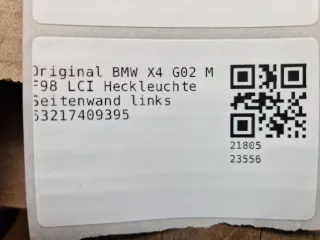 Original BMW X4 G02 M
F98 LCI Heckleuchte
Seitenwand links
63217409395
21805
23556